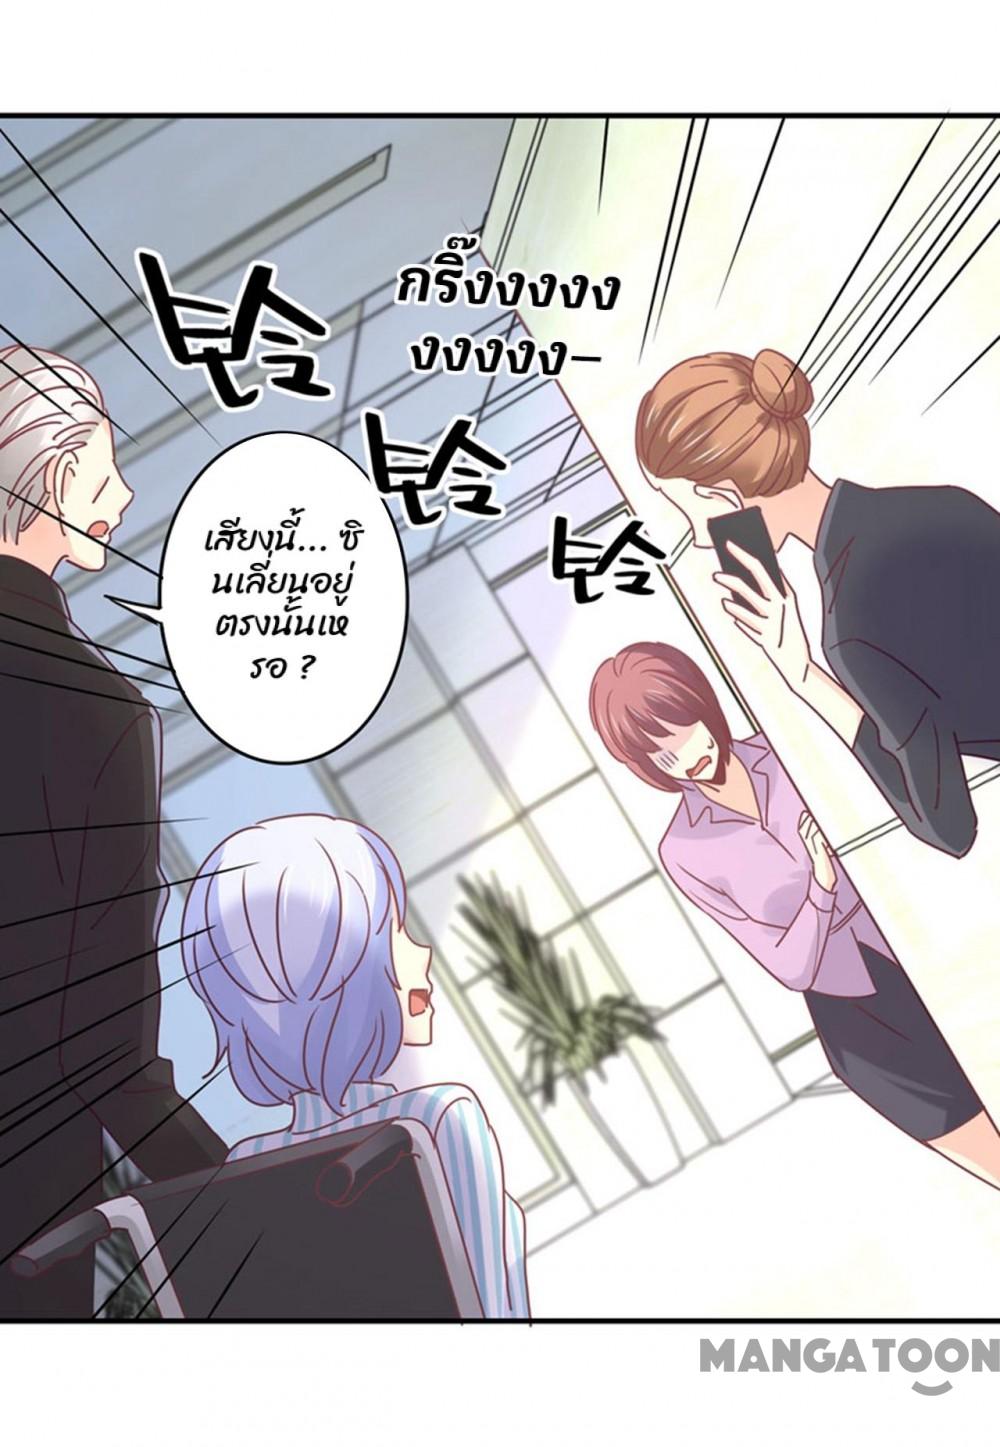 กริ๊งงงงง
งงงงง—
铃
铃
铃
เสียงนี้... ซิ
นเลี่ยนอยู่
ตรงนั้นเห
รอ ?
MANGATOON